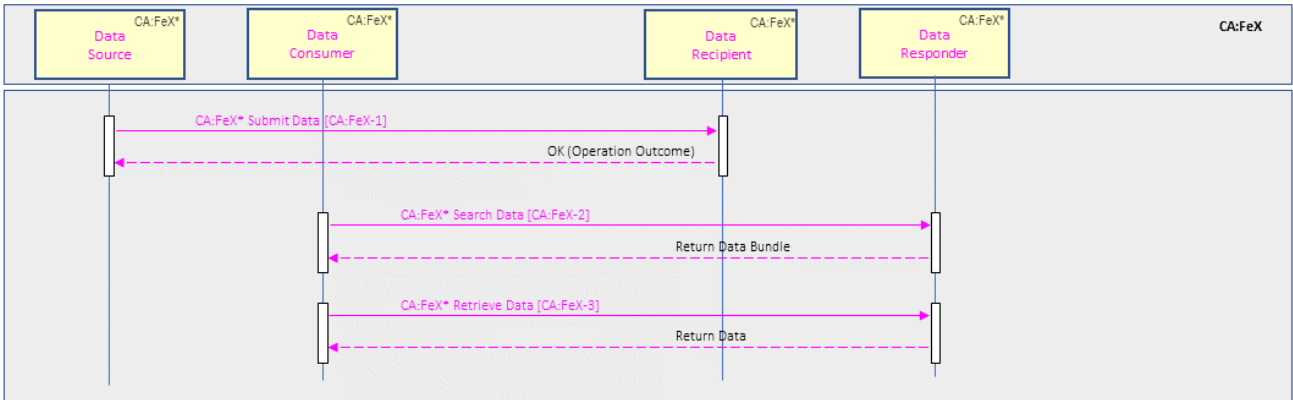 CA:FeX*
Data
Source
CA:FeX*
Data
Consumer
CA:FeX*
Data
Recipient
CA:FeX*
Data
Responder
CA:FeX
CA:FeX* Submit Data [CA:FeX-1]
OK (Operation Outcome)
CA:FeX* Search Data [CA:FeX-2]
Return Data Bundle
CA:FeX* Retrieve Data [CA:FeX-3]
Return Data